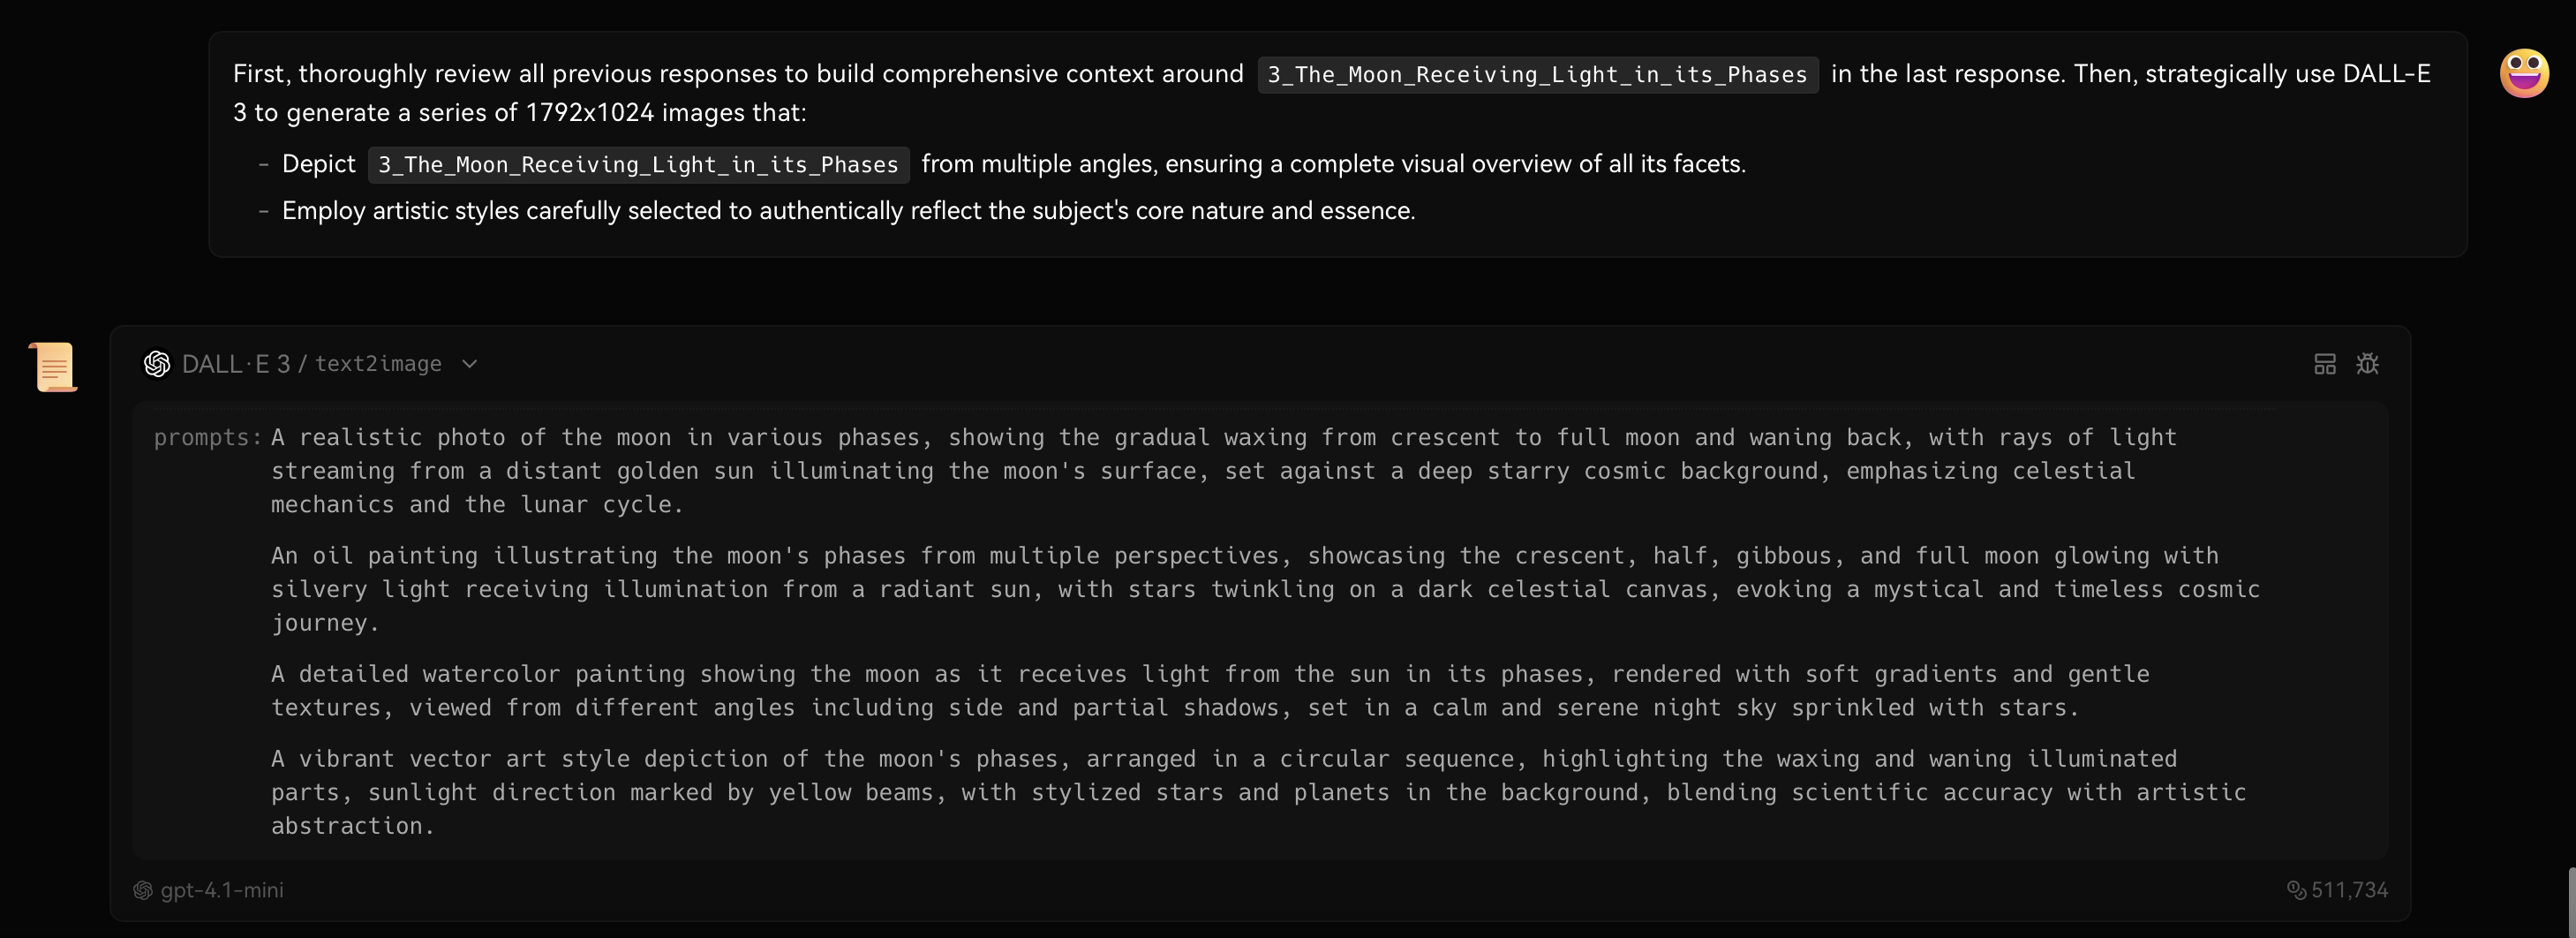 First, thoroughly review all previous responses to build comprehensive context around 3_The_Moon_Receiving_Light_in_its_Phases in the last response. Then, strategically use DALL-E
3 to generate a series of 1792x1024 images that:
- Depict 3_The_Moon_Receiving_Light_in_its_Phases from multiple angles, ensuring a complete visual overview of all its facets.
- Employ artistic styles carefully selected to authentically reflect the subject's core nature and essence.
DALL·E 3 / text2image
prompts: A realistic photo of the moon in various phases, showing the gradual waxing from crescent to full moon and waning back, with rays of light
streaming from a distant golden sun illuminating the moon's surface, set against a deep starry cosmic background, emphasizing celestial
mechanics and the lunar cycle.
An oil painting illustrating the moon's phases from multiple perspectives, showcasing the crescent, half, gibbous, and full moon glowing with
silvery light receiving illumination from a radiant sun, with stars twinkling on a dark celestial canvas, evoking a mystical and timeless cosmic
journey.
A detailed watercolor painting showing the moon as it receives light from the sun in its phases, rendered with soft gradients and gentle
textures, viewed from different angles including side and partial shadows, set in a calm and serene night sky sprinkled with stars.
A vibrant vector art style depiction of the moon's phases, arranged in a circular sequence, highlighting the waxing and waning illuminated
parts, sunlight direction marked by yellow beams, with stylized stars and planets in the background, blending scientific accuracy with artistic
abstraction.
gpt-4.1-mini
511,734